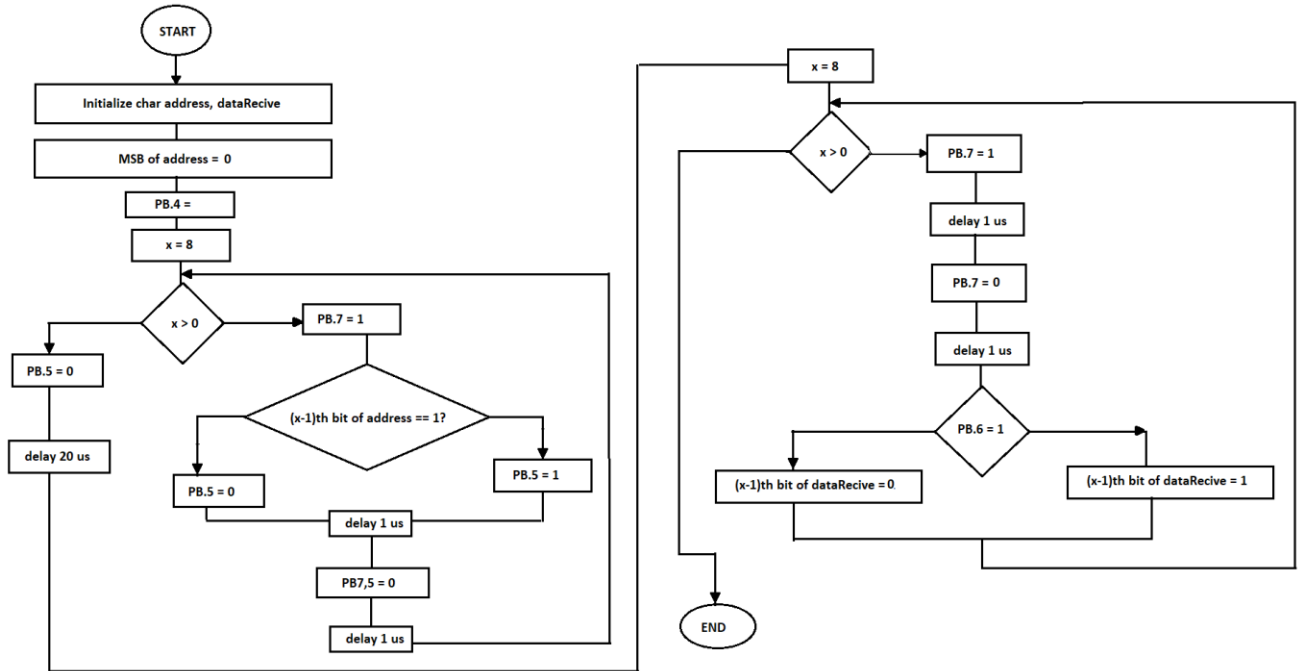 START
Initialize char address, dataRecive
MSB of address = 0
PB.4 =
x = 8
x > 0
PB.7 = 1
PB.5 = 0
(x-1)th bit of address == 1?
delay 20 us
PB.5 = 0
PB.5 = 1
delay 1 us
PB7,5 = 0
delay 1 us
x = 8
x > 0
PB.7 = 1
delay 1 us
PB.7 = 0
delay 1 us
PB.6 = 1
(x-1)th bit of dataRecive = 0
(x-1)th bit of dataRecive = 1
END